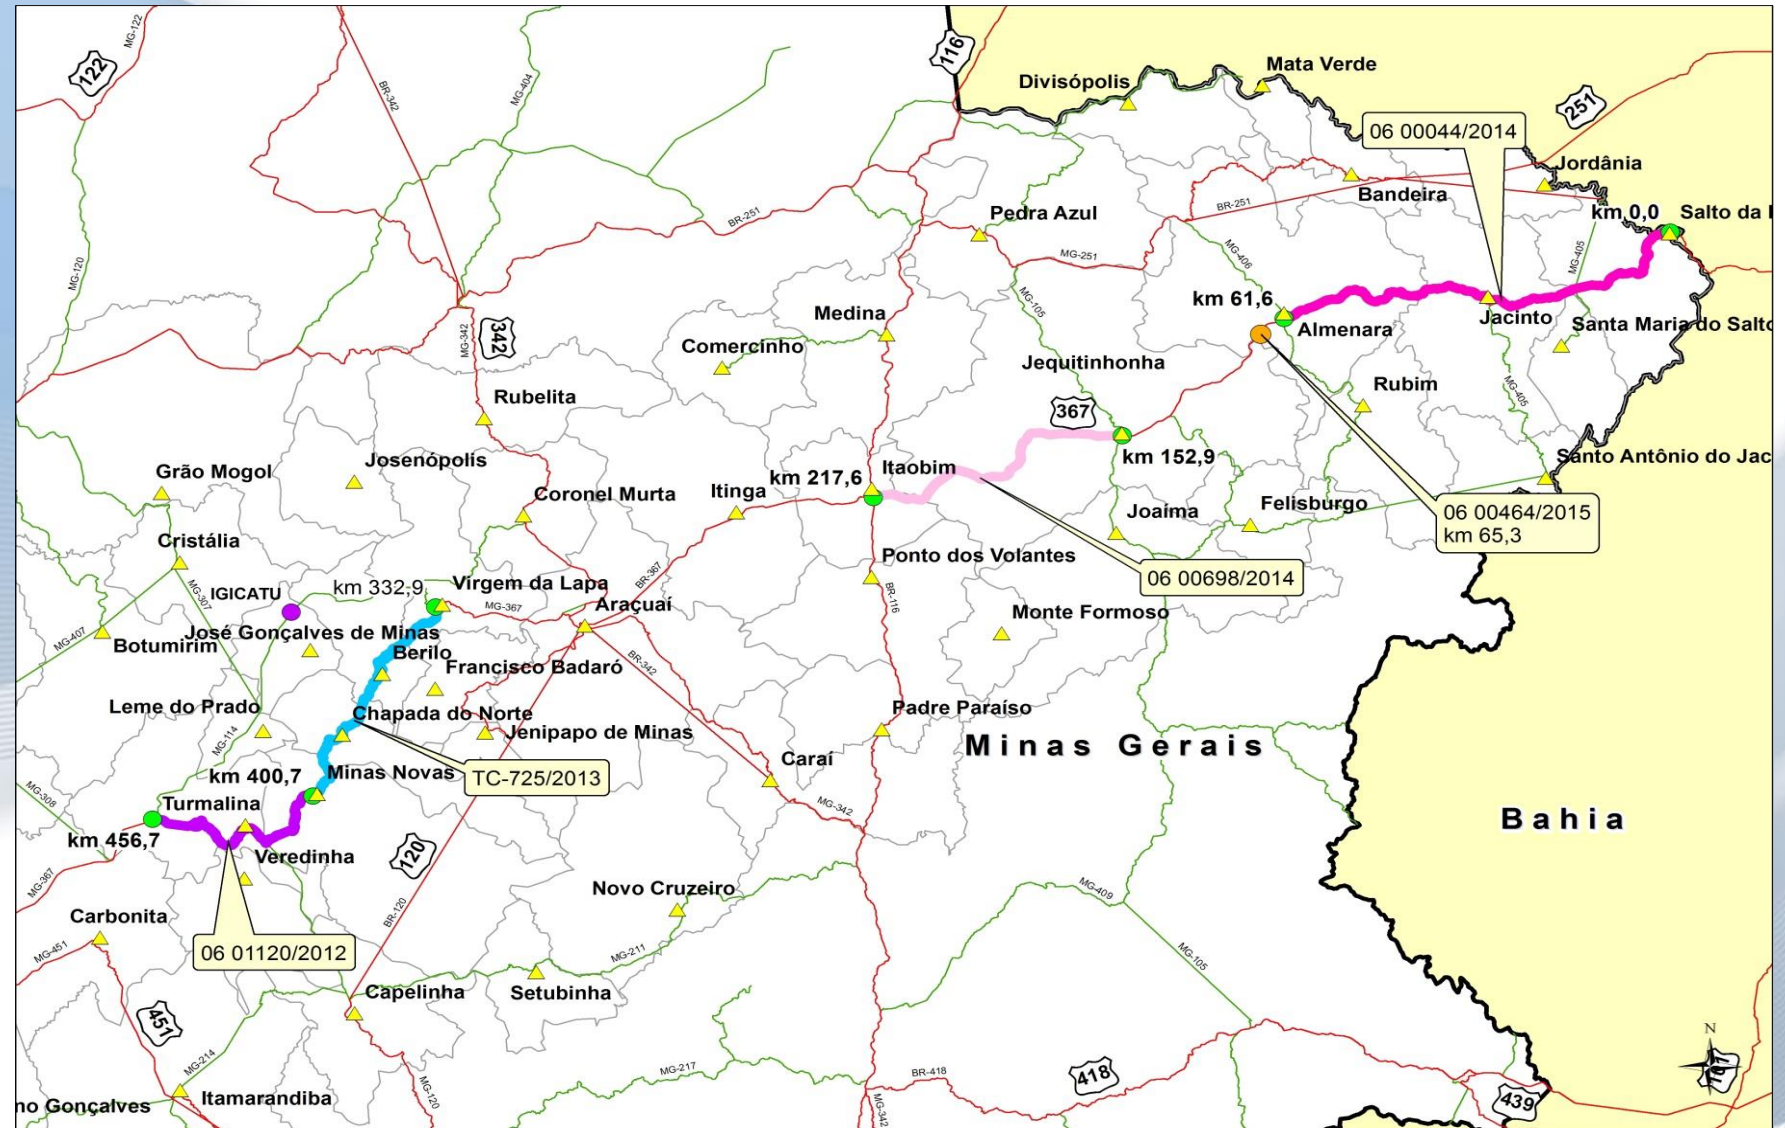 MG-122
122
BR-342
MG-404
116
Divisópolis
Mata Verde
06 00044/2014
251
Jordânia
Bandeira
BR-251
km 0,0
Salto da
Pedra Azul
BR-251
MG-251
MG-406
MG-405
MG-120
MG-105
km 61,6
Almenara
Jacinto
Santa Maria do Salto
Medina
MG-342
342
Comercinho
Jequitinhonha
Rubim
MG-405
Rubelita
367
km 152,9
Santo Antônio do Jac
Grão Mogol
Josenópolis
Coronel Murta
Itinga
km 217,6
Itaobim
Joaíma
Felisburgo
06 00464/2015
km 65,3
Cristália
Ponto dos Volantes
06 00698/2014
IGICATU
km 332,9
Virgem da Lapa
BR-367
MG-307
MG-367
Araçuaí
BR-116
Monte Formoso
MG-407
Botumirim
José Gonçalves de Minas
Berilo
Francisco Badaró
BR-342
Leme do Prado
Chapada do Norte
Jenipapo de Minas
Padre Paraíso
MG-114
Minas Gerais
Caraí
km 400,7
Minas Novas
TC-725/2013
MG-308
Turmalina
MG-342
Bahia
km 456,7
120
Veredinha
MG-367
Novo Cruzeiro
MG-409
Carbonita
BR-120
MG-451
06 01120/2012
MG-211
MG-105
Capelinha
Setubinha
451
N
MG-214
MG-217
BR-418
418
107
MG-120
439
no Gonçalves
Itamarandiba
MG-342